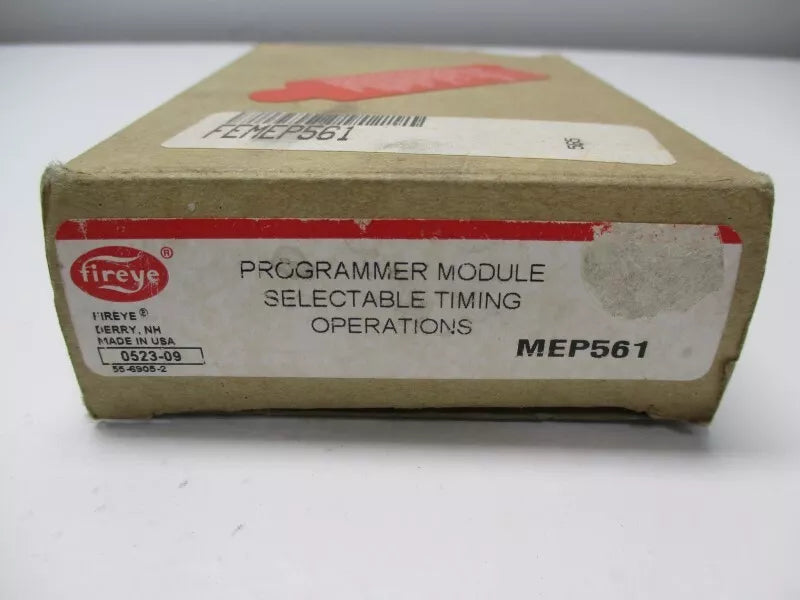 FEMEP561
fireye®
FIREYE®
DERRY, NH
MADE IN USA
0523-09
55-6905-2
PROGRAMMER MODULE
SELECTABLE TIMING
OPERATIONS
MEP561